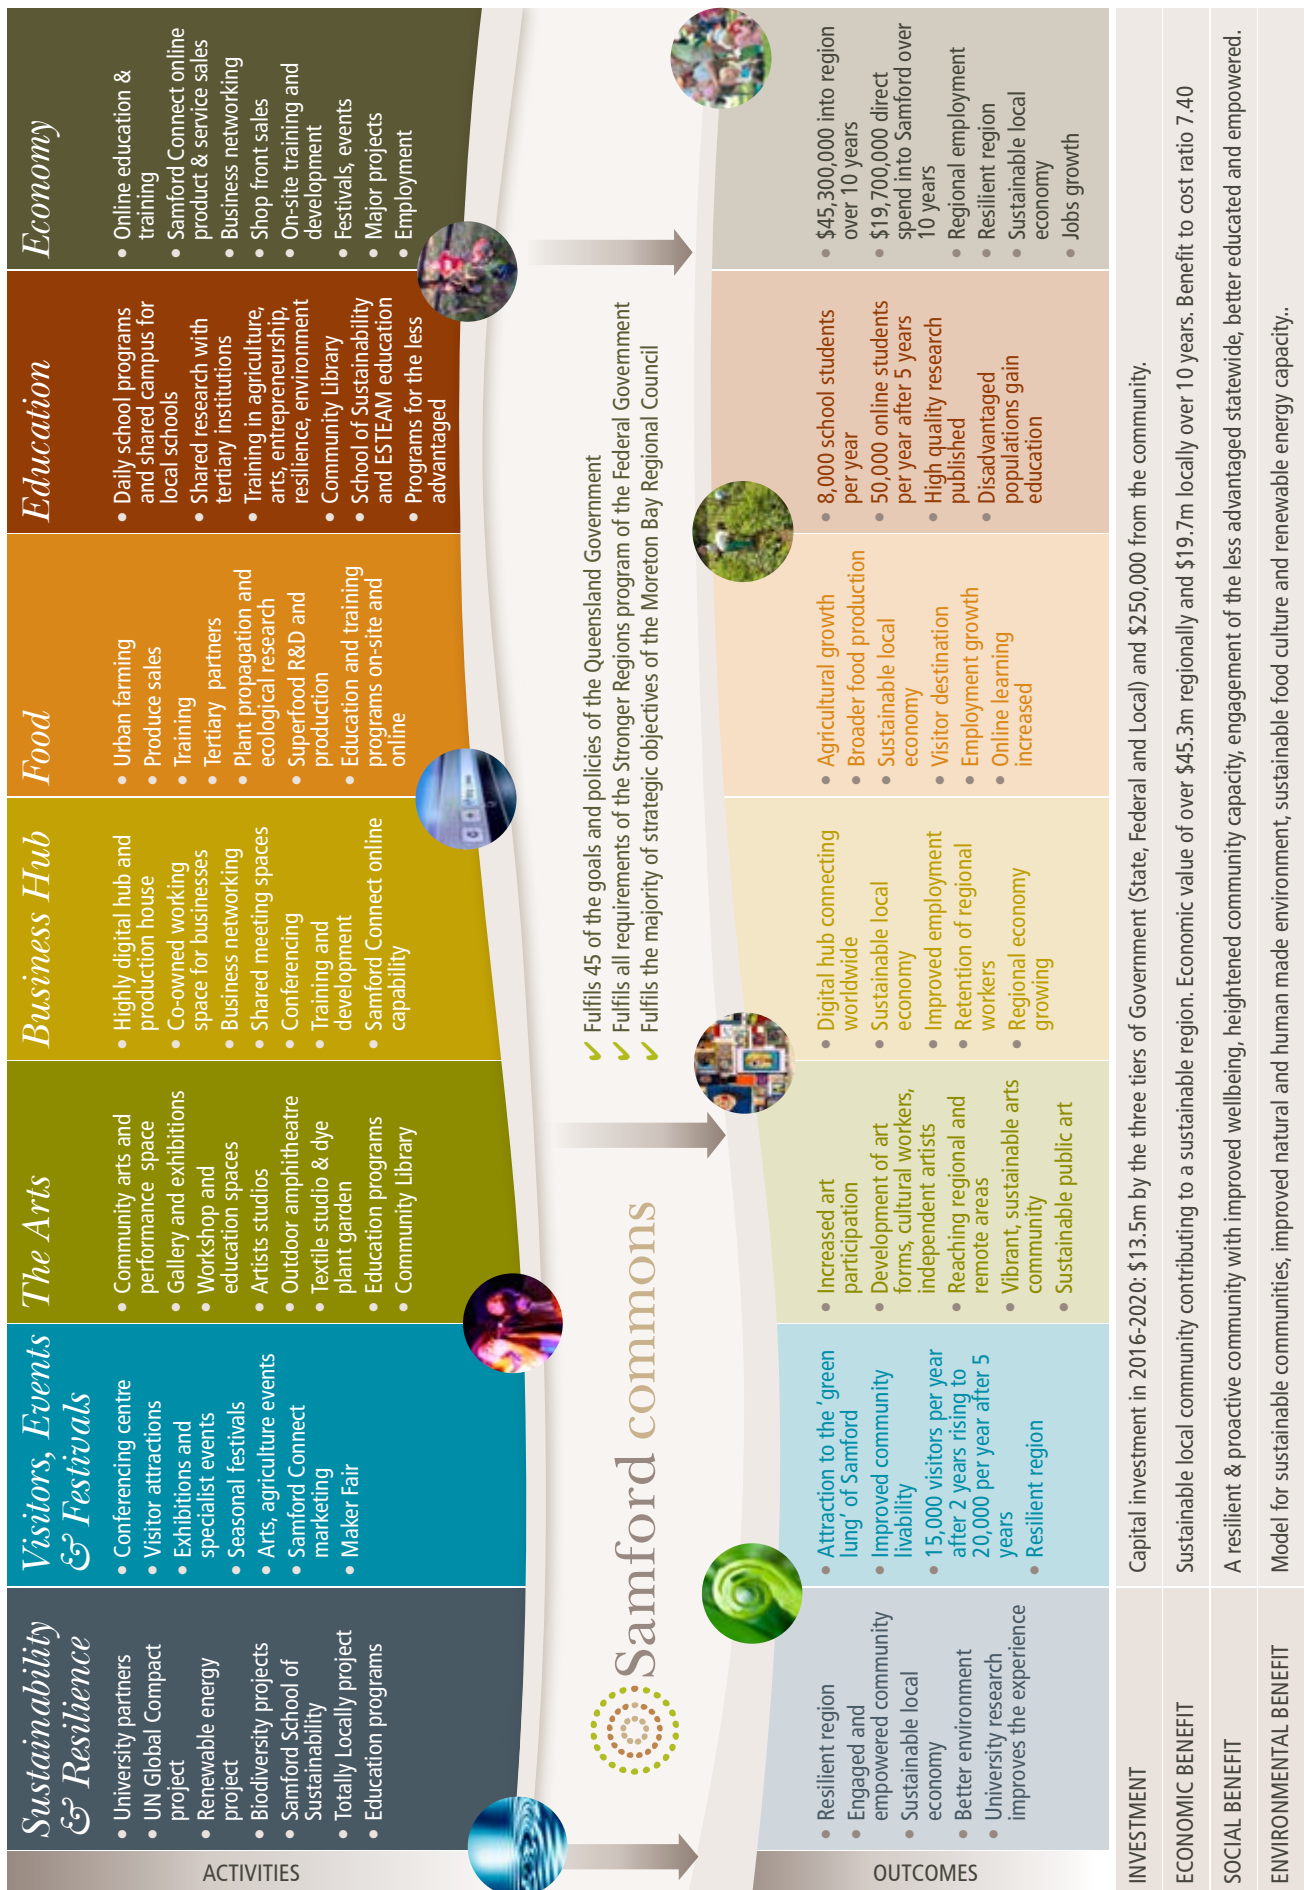 ACTIVITIES
Sustainability
& Resilience
• University partners
• UN Global Compact
project
• Renewable energy
project
• Biodiversity projects
• Samford School of
Sustainability
• Totally Locally project
• Education programs
Visitors, Events
& Festivals
• Conferencing centre
• Visitor attractions
• Exhibitions and
specialist events
• Seasonal festivals
• Arts, agriculture events
• Samford Connect
marketing
• Maker Fair
The Arts
• Community arts and
performance space
• Gallery and exhibitions
• Workshop and
education spaces
• Artists studios
• Outdoor amphitheatre
• Textile studio & dye
plant garden
• Education programs
• Community Library
Business Hub
• Highly digital hub and
production house
• Co-owned working
space for businesses
• Business networking
• Shared meeting spaces
• Conferencing
• Training and
development
• Samford Connect online
capability
Food
• Urban farming
• Produce sales
• Training
• Tertiary partners
• Plant propagation and
ecological research
• Superfood R&D and
production
• Education and training
programs on-site and
online
Education
• Daily school programs
and shared campus for
local schools
• Shared research with
tertiary institutions
• Training in agriculture,
arts, entrepreneurship,
resilience, environment
• Community Library
• School of Sustainability
and ESTEAM education
• Programs for the less
advantaged
Economy
• Online education &
training
• Samford Connect online
product & service sales
• Business networking
• Shop front sales
• On-site training and
development
• Festivals, events
• Major projects
• Employment
Samford commons
✔ Fulfils 45 of the goals and policies of the Queensland Government
✔ Fulfils all requirements of the Stronger Regions program of the Federal Government
✔ Fulfils the majority of strategic objectives of the Moreton Bay Regional Council
OUTCOMES
• Resilient region
• Engaged and
empowered community
• Sustainable local
economy
• Better environment
• University research
improves the experience
• Attraction to the ‘green
lung’ of Samford
• Improved community
livability
• 15,000 visitors per year
after 2 years rising to
20,000 per year after 5
years
• Resilient region
• Increased art
participation
• Development of art
forms, cultural workers,
independent artists
• Reaching regional and
remote areas
• Vibrant, sustainable arts
community
• Sustainable public art
• Digital hub connecting
worldwide
• Sustainable local
economy
• Improved employment
• Retention of regional
workers
• Regional economy
growing
• Agricultural growth
• Broader food production
• Sustainable local
economy
• Visitor destination
• Employment growth
• Online learning
increased
• 8,000 school students
per year
• 50,000 online students
per year after 5 years
• High quality research
published
• Disadvantaged
populations gain
education
• $45,300,000 into region
over 10 years
• $19,700,000 direct
spend into Samford over
10 years
• Regional employment
• Resilient region
• Sustainable local
economy
• Jobs growth
INVESTMENT Capital investment in 2016-2020: $13.5m by the three tiers of Government (State, Federal and Local) and $250,000 from the community.
ECONOMIC BENEFIT Sustainable local community contributing to a sustainable region. Economic value of over $45.3m regionally and $19.7m locally over 10 years. Benefit to cost ratio 7.40
SOCIAL BENEFIT A resilient & proactive community with improved wellbeing, heightened community capacity, engagement of the less advantaged statewide, better educated and empowered.
ENVIRONMENTAL BENEFIT Model for sustainable communities, improved natural and human made environment, sustainable food culture and renewable energy capacity..